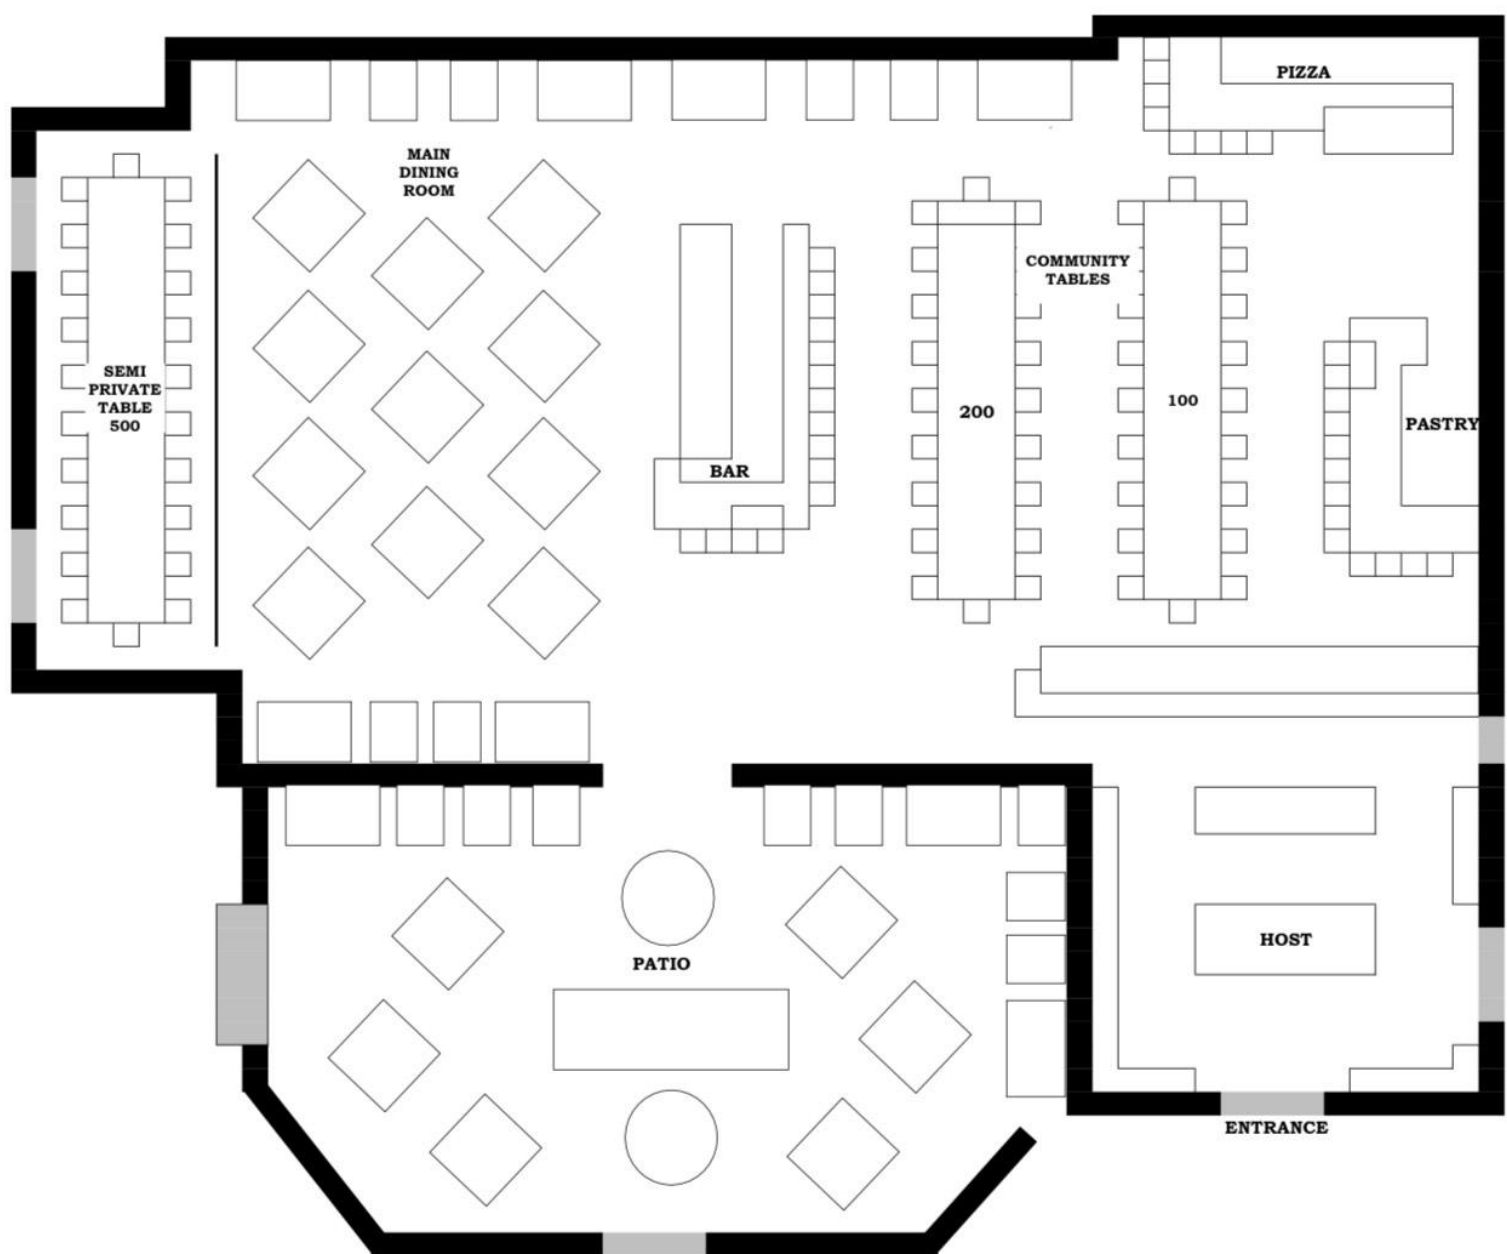 PIZZA
MAIN
DINING
ROOM
COMMUNITY
TABLES
SEMI
PRIVATE
TABLE
500
200
100
PASTRY
BAR
HOST
PATIO
ENTRANCE